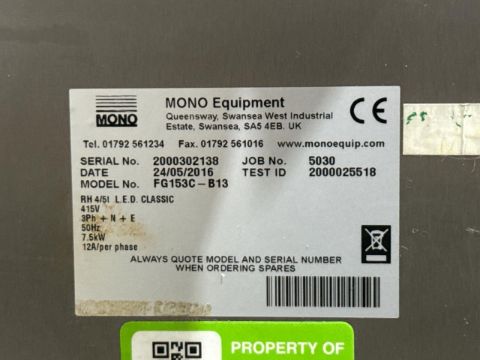 MONO
MONO Equipment
Queensway, Swansea West Industrial
Estate, Swansea, SA5 4EB. UK
CE
Tel. 01792 561234 Fax. 01792 561016 www.monoequip.com
SERIAL No. 2000302138 JOB No. 5030
DATE 24/05/2016 TEST ID 2000025518
MODEL No. FG153C-B13
RH 4/5t L.E.D. CLASSIC
415V
3Ph + N + E
50Hz
7.5kW
12A/per phase
ALWAYS QUOTE MODEL AND SERIAL NUMBER
WHEN ORDERING SPARES
PROPERTY OF